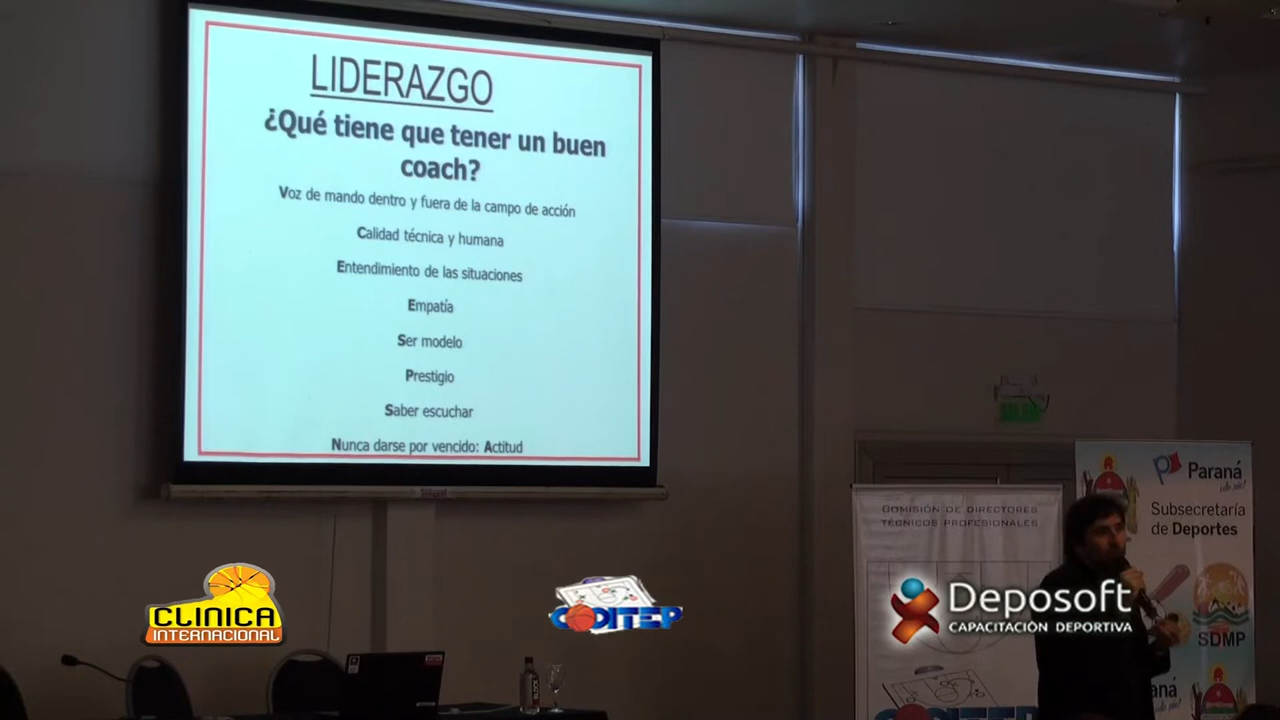 LIDERAZGO
¿Qué tiene que tener un buen
coach?
Voz de mando dentro y fuera de la campo de acción
Calidad técnica y humana
Entendimiento de las situaciones
Empatía
Ser modelo
Prestigio
Saber escuchar
Nunca darse por vencido: Actitud
COMISIÓN DE DIRECTORES
TÉCNICOS PROFESIONALES
Paraná
Subsecretaría
de Deportes
SDMP
CLINICA
INTERNACIONAL
CODITEP
Deposoft
CAPACITACIÓN DEPORTIVA